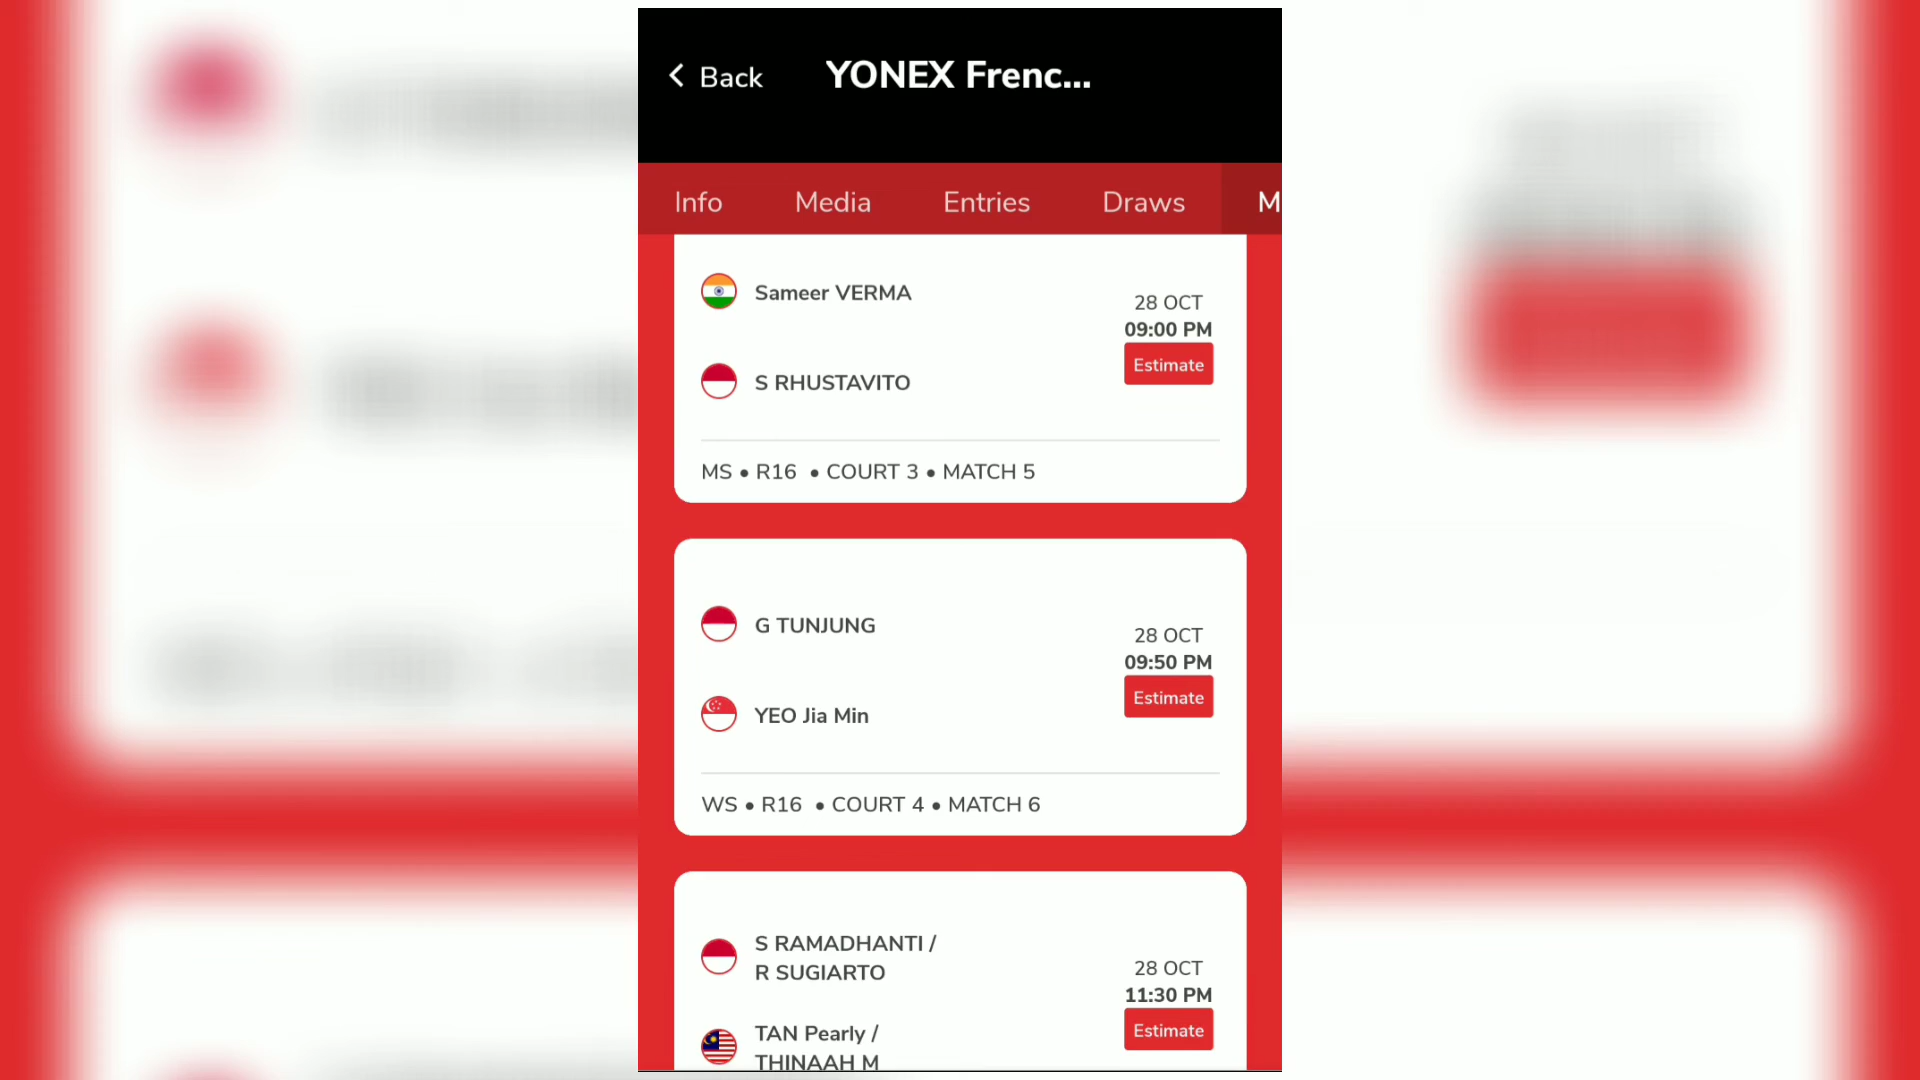 Back
YONEX Frenc...
Info Media Entries Draws M
Sameer VERMA
28 OCT
09:00 PM
Estimate
S RHUSTAVITO
MS • R16 • COURT 3 • MATCH 5
G TUNJUNG
28 OCT
09:50 PM
Estimate
YEO Jia Min
WS • R16 • COURT 4 • MATCH 6
S RAMADHANTI /
R SUGIARTO
28 OCT
11:30 PM
Estimate
TAN Pearly /
THINAAH M